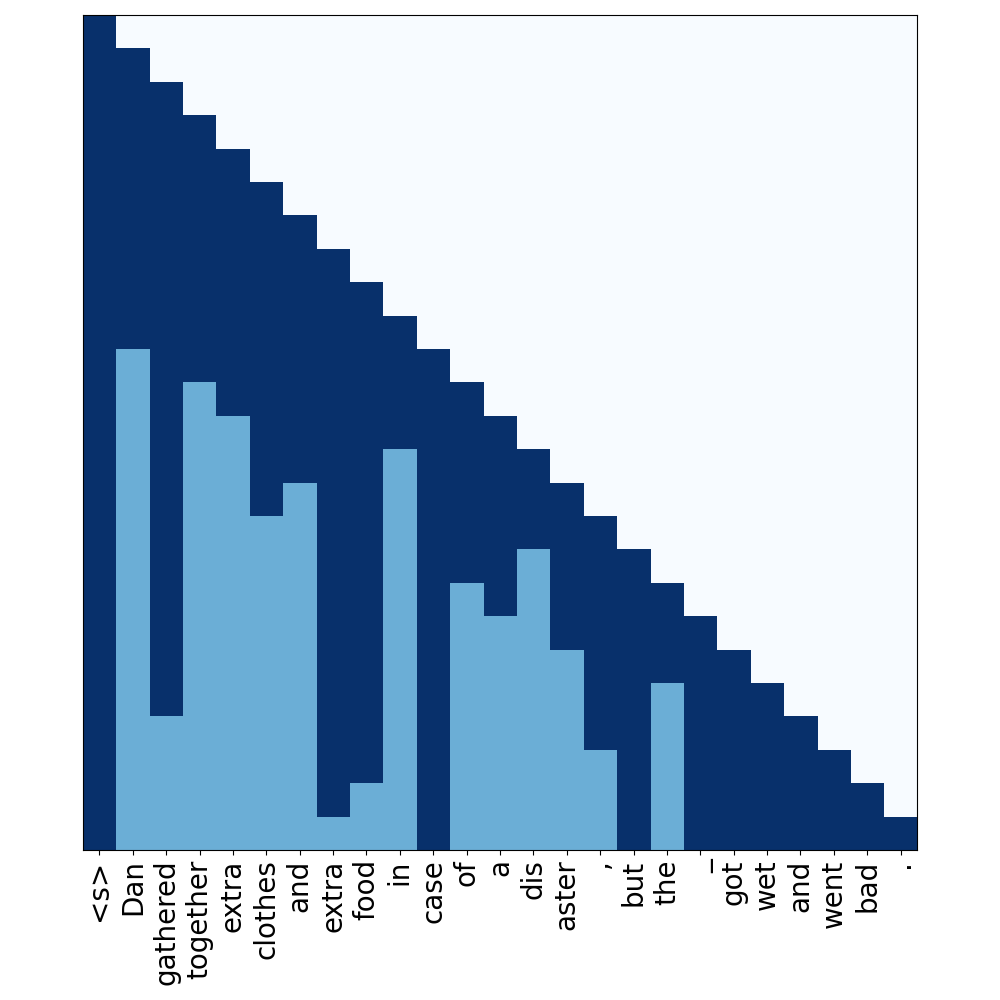 <s>
Dan
gathered
together
extra
clothes
and
extra
food
in
case
of
a
dis
aster
,
but
the
_
got
wet
and
went
bad
.